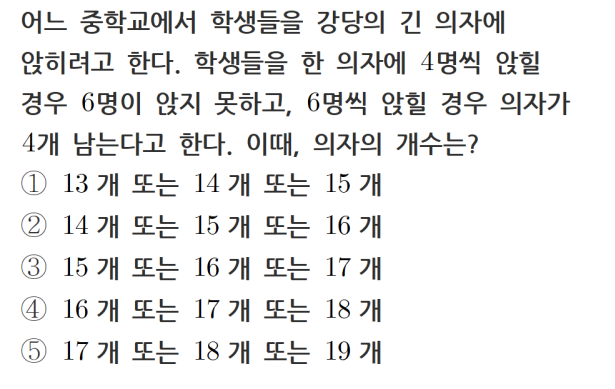 어느 중학교에서 학생들을 강당의 긴 의자에
앉히려고 한다. 학생들을 한 의자에 4명씩 앉힐
경우 6명이 앉지 못하고, 6명씩 앉힐 경우 의자가
4개 남는다고 한다. 이때, 의자의 개수는?
① 13 개 또는 14 개 또는 15 개
② 14 개 또는 15 개 또는 16 개
③ 15 개 또는 16 개 또는 17 개
④ 16 개 또는 17 개 또는 18 개
⑤ 17 개 또는 18 개 또는 19 개